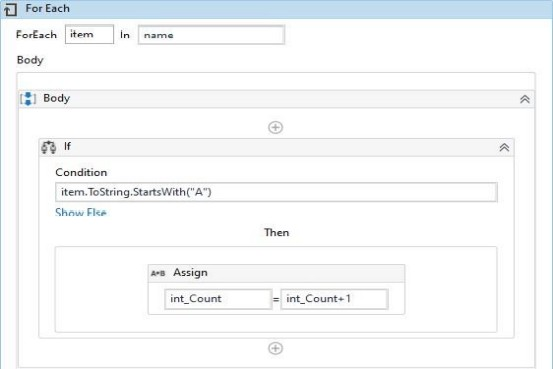 For Each
ForEach item In name
Body
Body
If
Condition
item.ToString.StartsWith("A")
Show Else
Then
A*B Assign
int_Count = int_Count+1